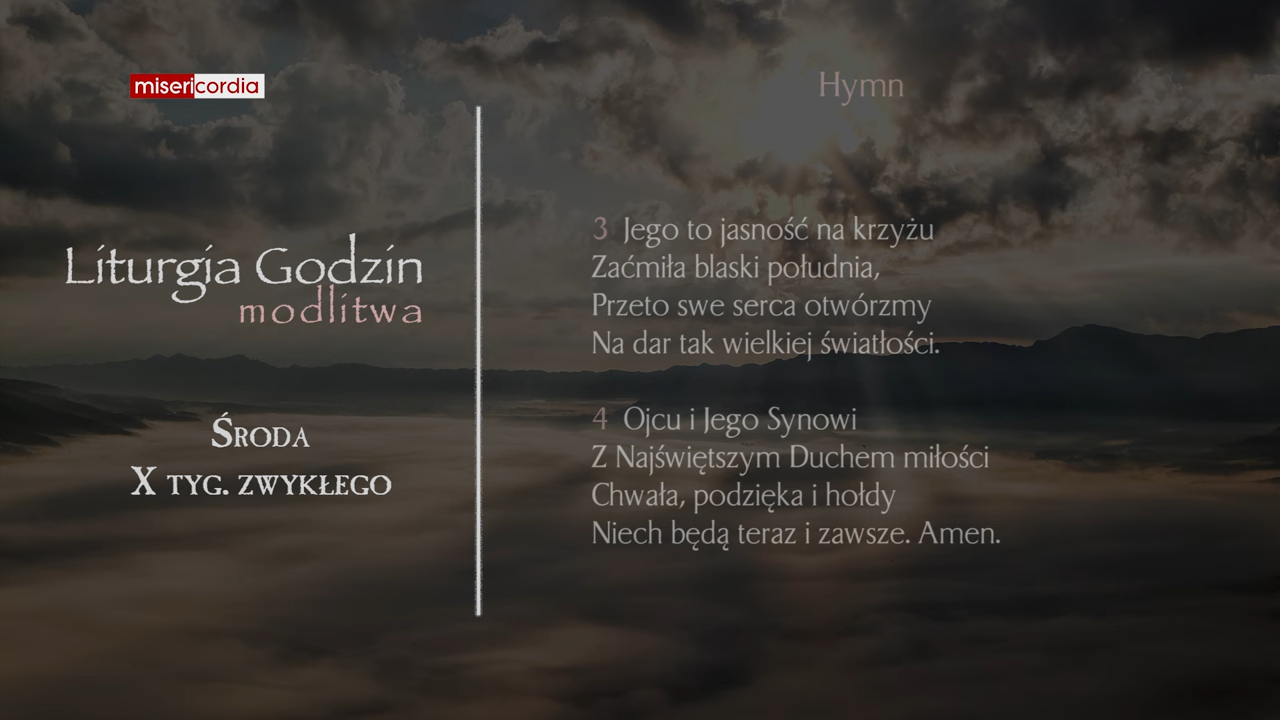 misericordia
Liturgia Godzin
modlitwa
Środa
X tyg. zwykłego
Hymn
3 Jego to jasność na krzyżu
Zaćmiła blaski południa,
Przeto swe serca otwórzmy
Na dar tak wielkiej światłości.
4 Ojcu i Jego Synowi
Z Najświętszym Duchem miłości
Chwała, podzięka i hołdy
Niech będą teraz i zawsze. Amen.